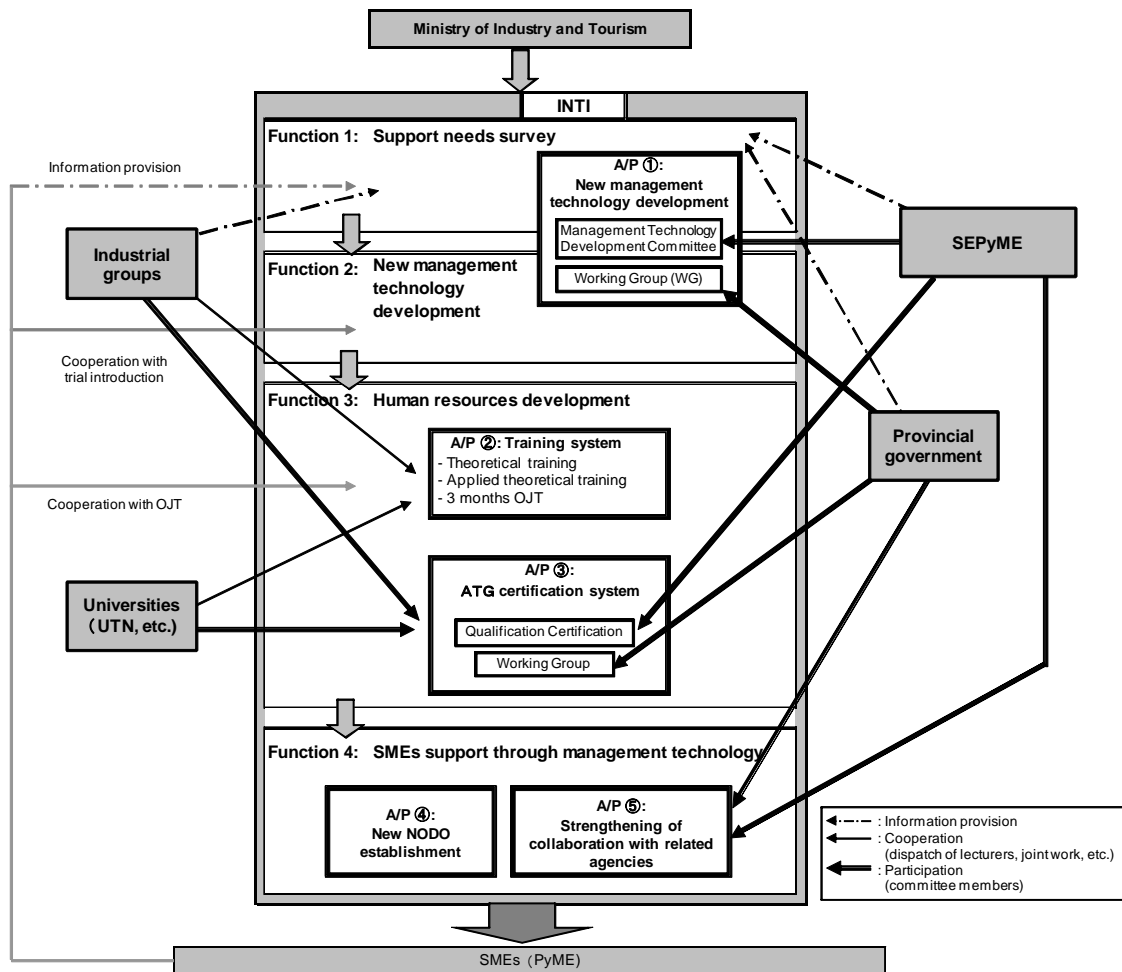 Ministry of Industry and Tourism
INTI
Function 1: Support needs survey
Information provision
A/P ①:
New management
technology development
Management Technology
Development Committee
Working Group (WG)
Industrial
groups
SEPyME
Function 2: New management
technology
development
Cooperation with
trial introduction
Function 3: Human resources development
Provincial
government
A/P ②: Training system
- Theoretical training
- Applied theoretical training
- 3 months OJT
Cooperation with OJT
A/P ③:
ATG certification system
Qualification Certification
Working Group
Universities
(UTN, etc.)
Function 4: SMEs support through management technology
A/P ④:
New NODO
establishment
A/P ⑤:
Strengthening of
collaboration with related
agencies
: Information provision
: Cooperation
(dispatch of lecturers, joint work, etc.)
: Participation
(committee members)
SMEs (PyME)